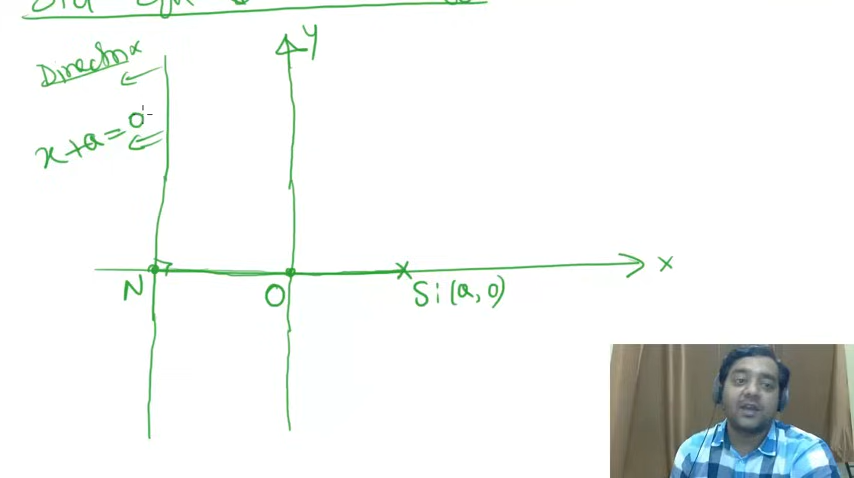 Y
Directrix
x+a=0
X
N
O
S:(a,0)